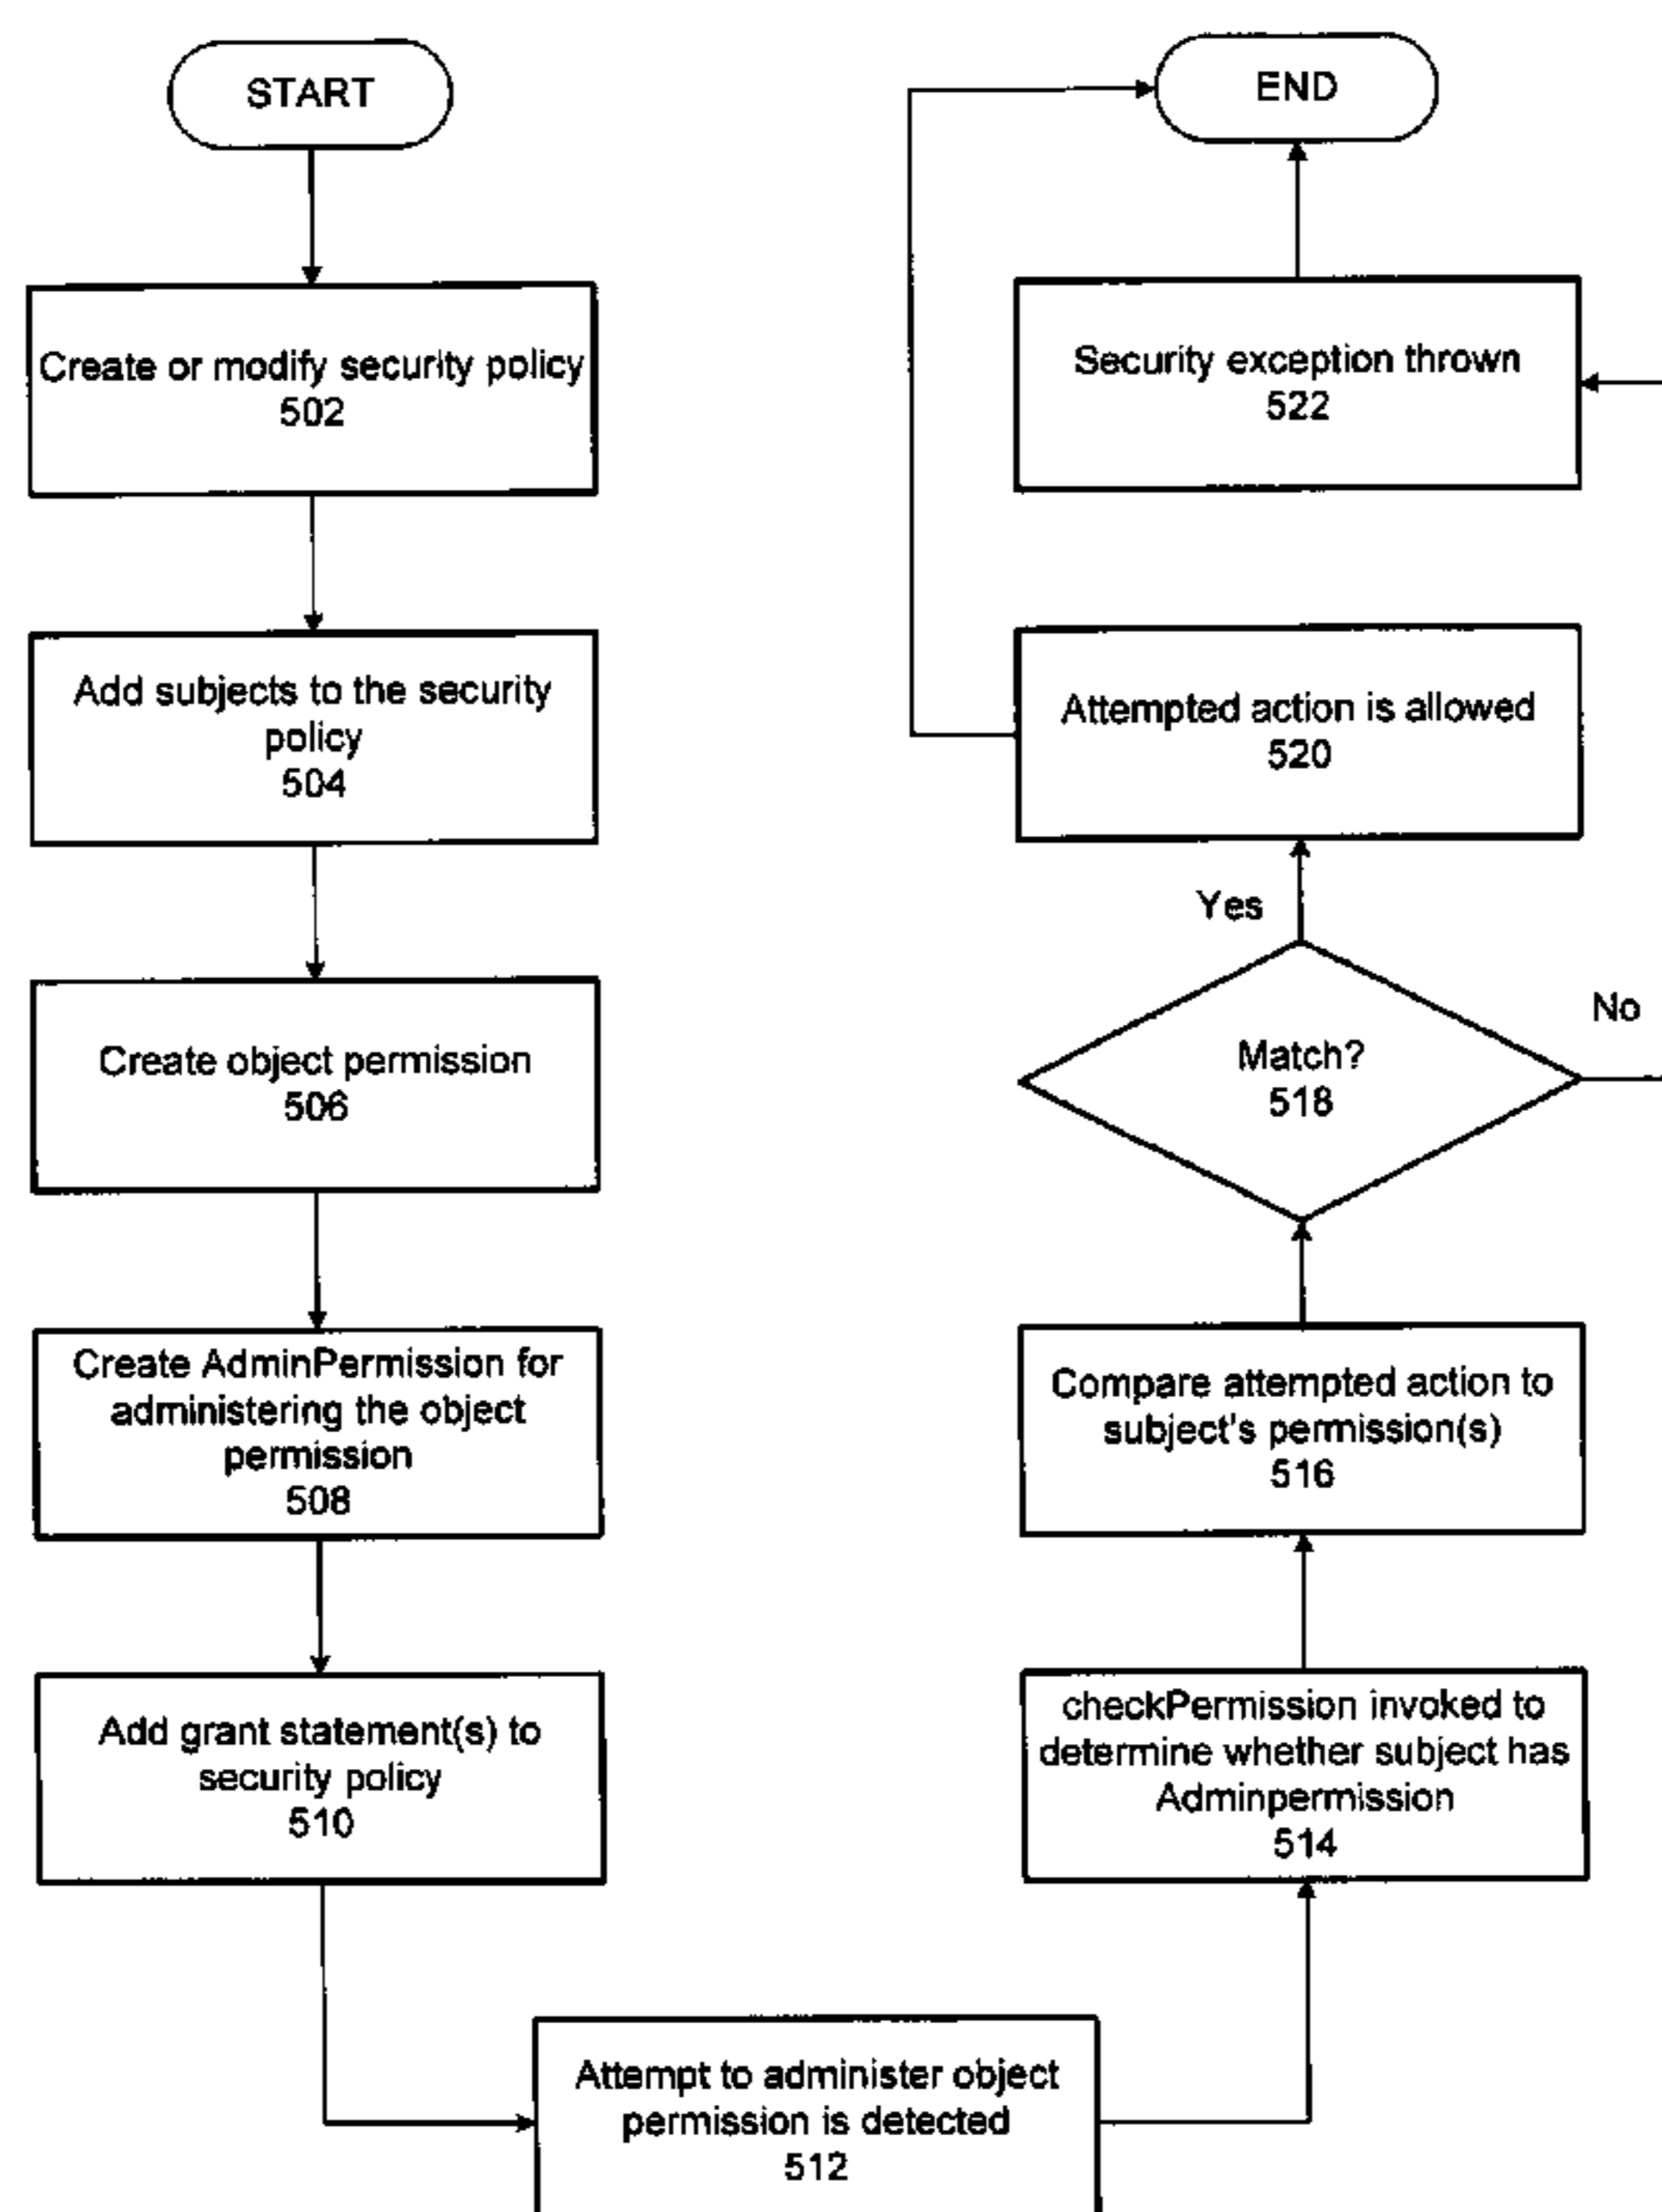 START
Create or modify security policy
502
Add subjects to the security
policy
504
Create object permission
506
Create AdminPermission for
administering the object
permission
508
Add grant statement(s) to
security policy
510
Attempt to administer object
permission is detected
512
checkPermission invoked to
determine whether subject has
Adminpermission
514
Compare attempted action to
subject's permission(s)
516
Match?
518
Yes
No
Attempted action is allowed
520
Security exception thrown
522
END